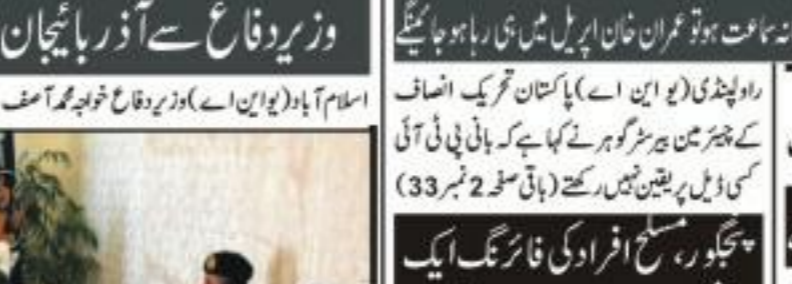 انہ سماعت ہوتو عمران خان اپریل میں ہی رہا ہوجائینگے
راولپنڈی(یو این اے)پاکستان تحریک انصاف
کے چیئرمین بیرسٹر گوہر نے کہا ہے کہ بانی پی ٹی آئی
کسی ڈیل پر یقین نہیں رکھتے (باقی صفحہ 2 نمبر 33)
پنجگور، مسلح افراد کی فائرنگ ایک
وزیر دفاع سے آذربائیجان
اسلام آباد(یو این اے)وزیر دفاع خواجہ محمد آصف